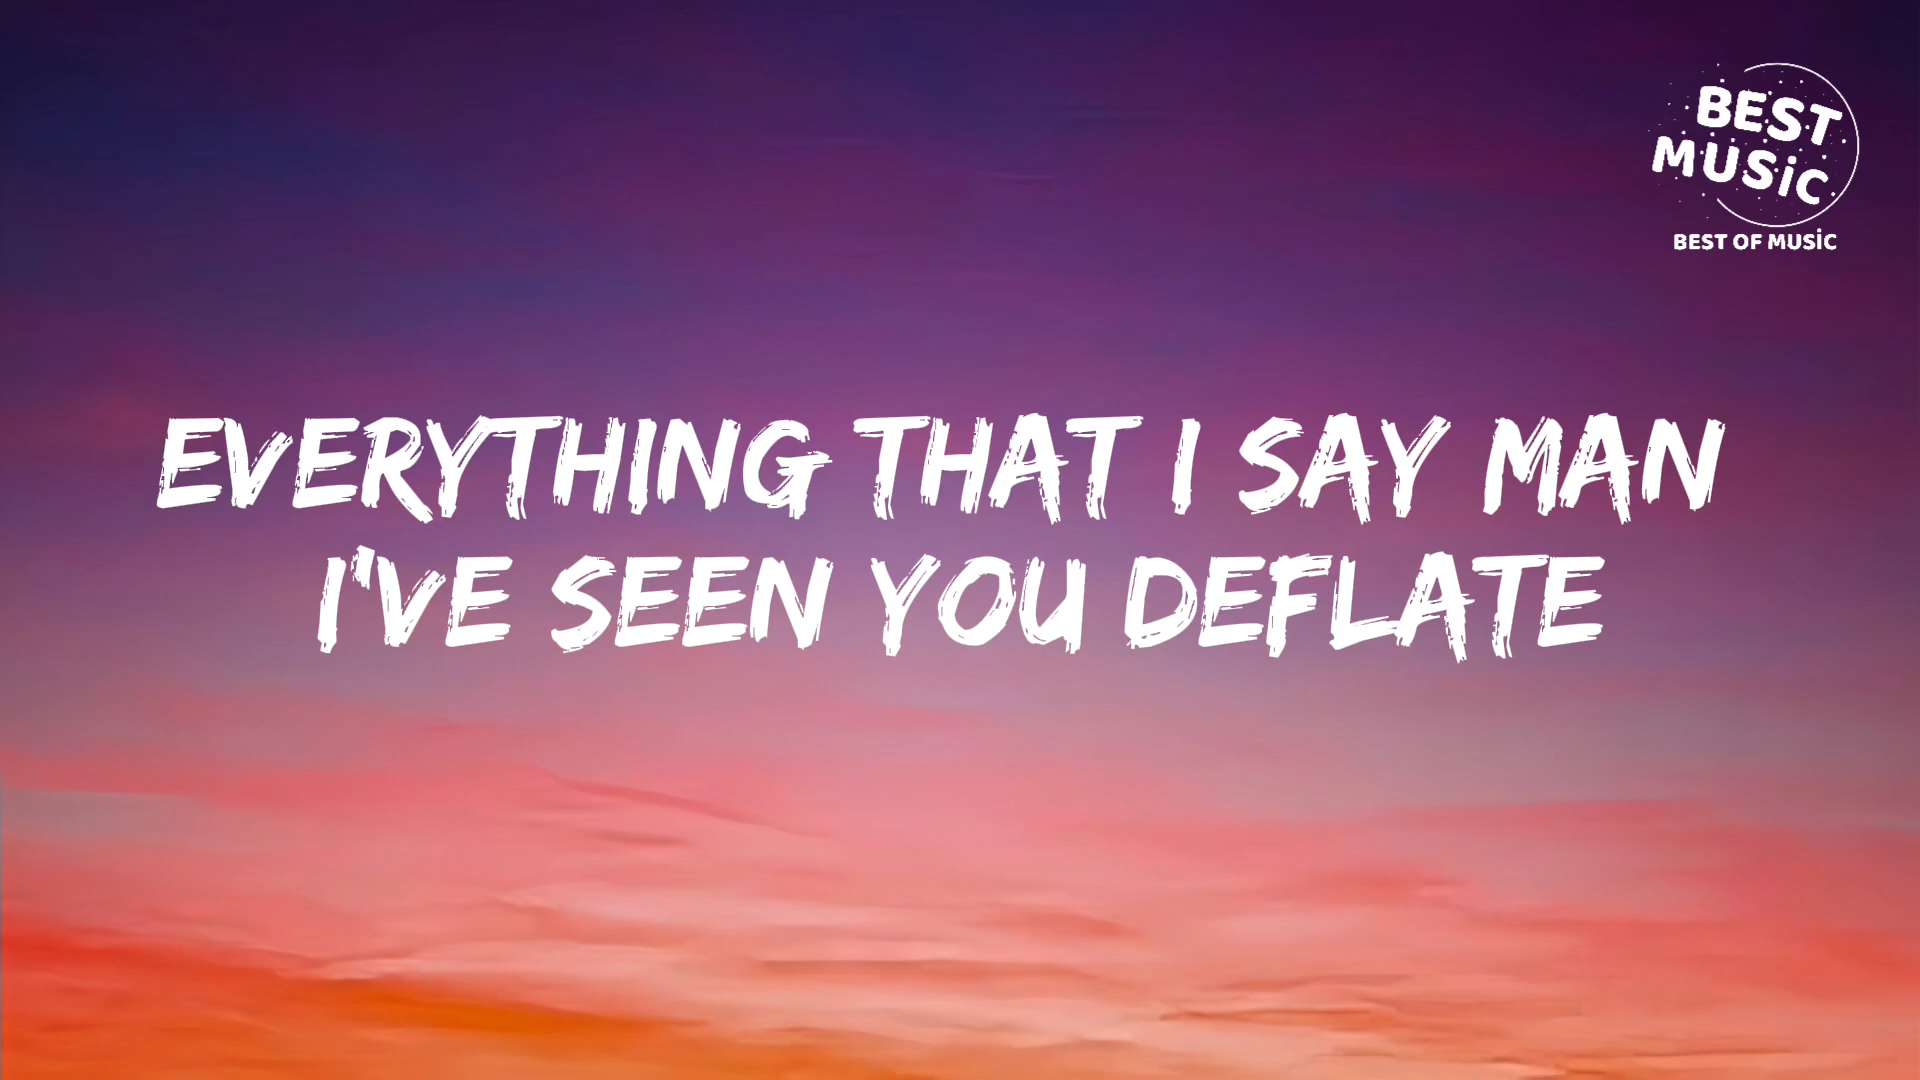 BEST
MUSiC
BEST OF MUSiC
EVERYTHING THAT I SAY MAN
I'VE SEEN YOU DEFLATE